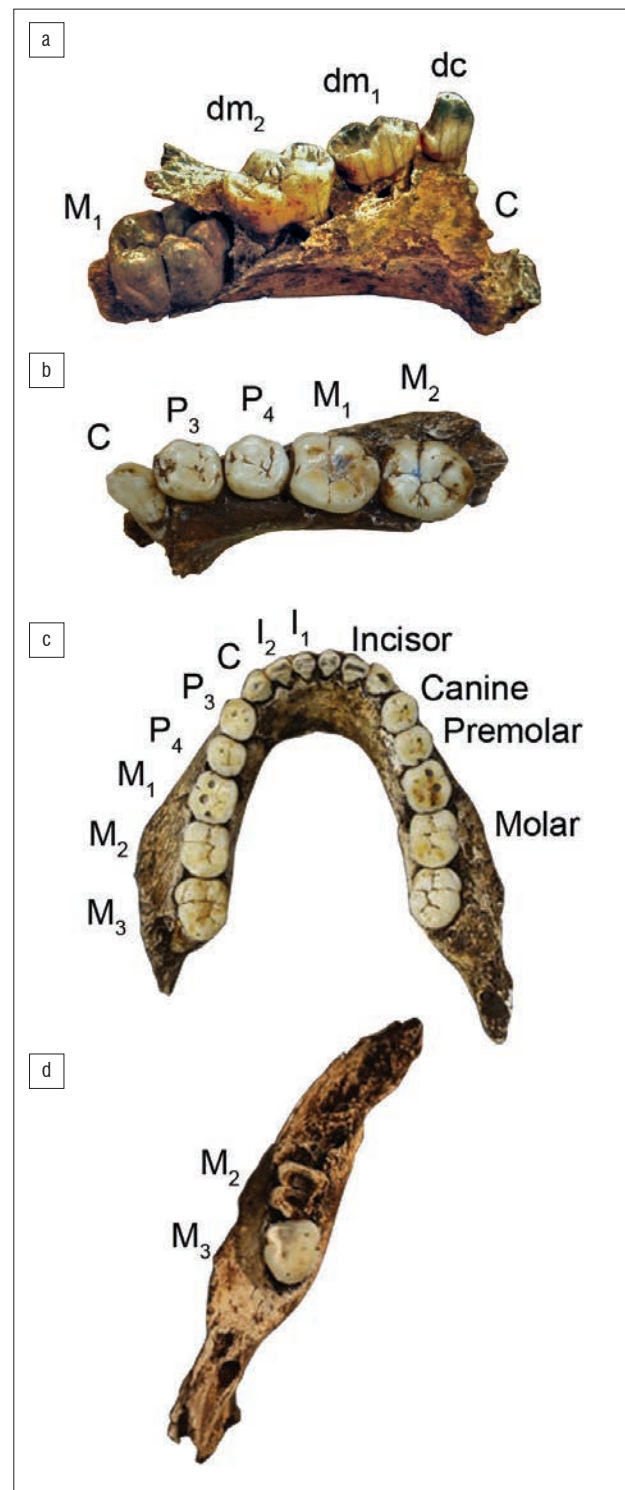 a
dc
dm₁
dm₂
M₁
C
b
M₂
M₁
P₄
P₃
C
c
I₁ Incisor
I₂
C Canine
P₃ Premolar
P₄
M₁
M₂ Molar
M₃
d
M₂
M₃